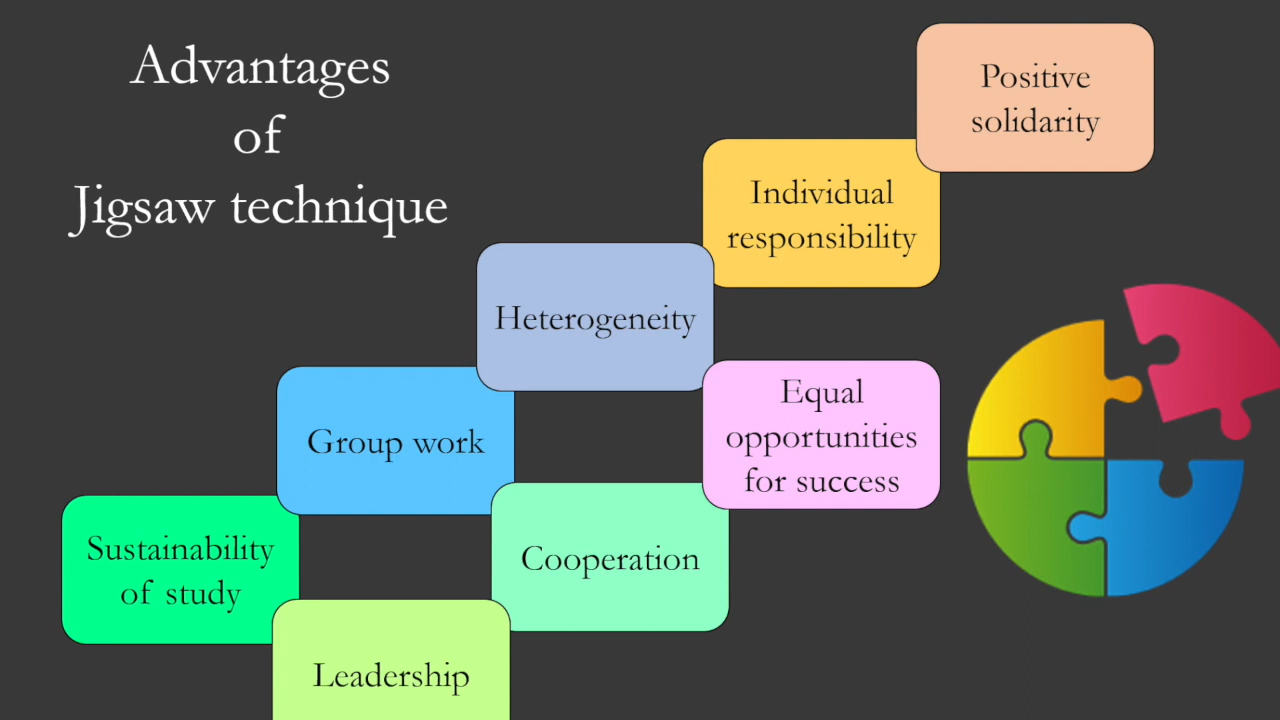 Advantages
of
Jigsaw technique
Positive
solidarity
Individual
responsibility
Heterogeneity
Equal
opportunities
for success
Group work
Cooperation
Sustainability
of study
Leadership